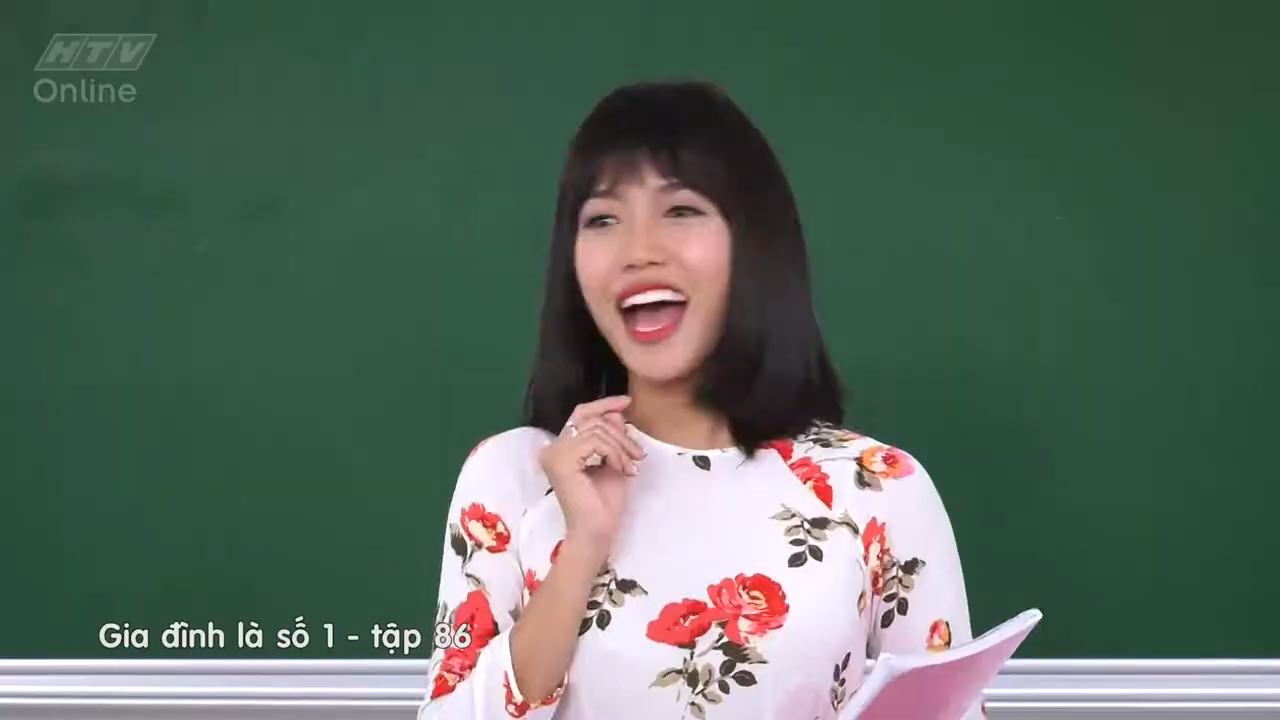 HTV
Online
Gia đình là số 1 - tập 86